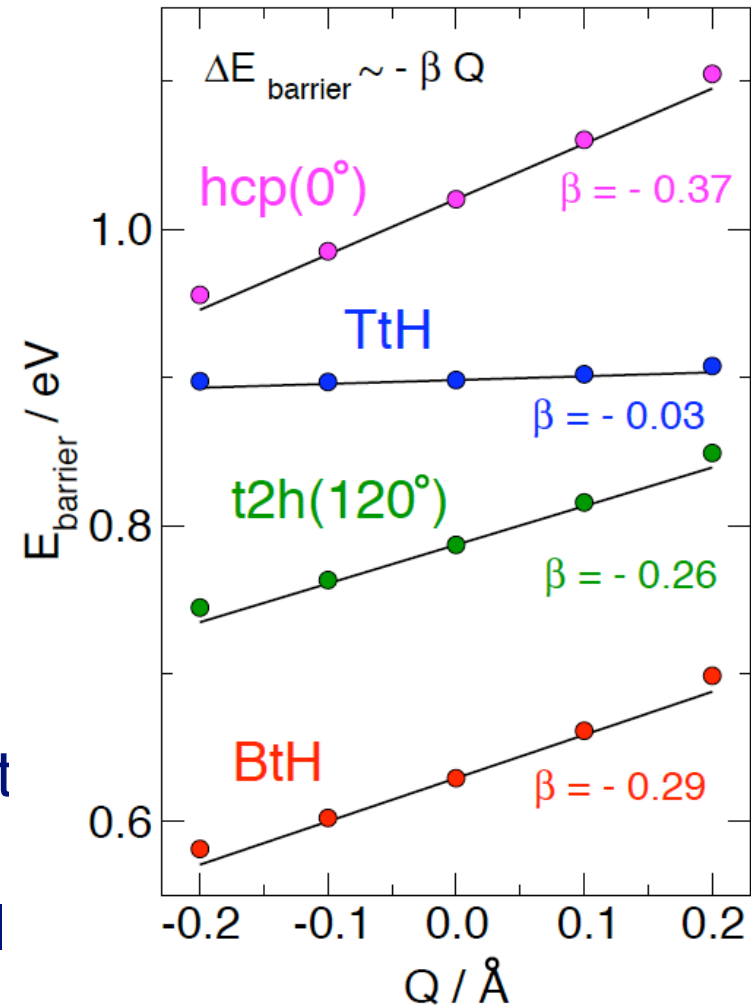 ΔE barrier ~ - β Q
hcp(0°)
β = - 0.37
1.0
TtH
β = - 0.03
E barrier / eV
t2h(120°)
0.8
β = - 0.26
t
BtH
β = - 0.29
0.6
-0.2 -0.1 0.0 0.1 0.2
Q / Å